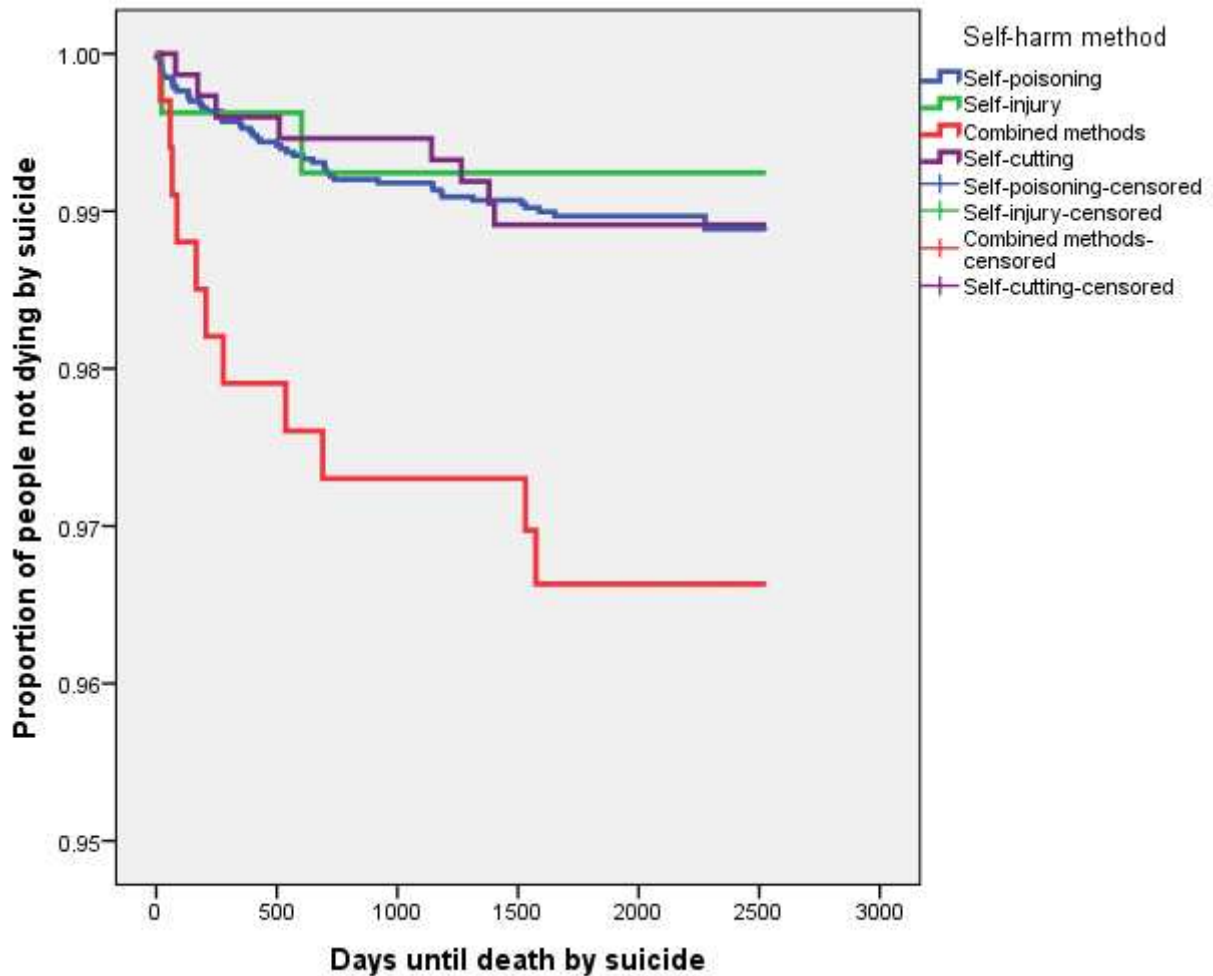 Proportion of people not dying by suicide
1.00
0.99
0.98
0.97
0.96
0.95
0
500
1000
1500
2000
2500
3000
Days until death by suicide
Self-harm method
Self-poisoning
Self-injury
Combined methods
Self-cutting
Self-poisoning-censored
Self-injury-censored
Combined methods-
censored
Self-cutting-censored